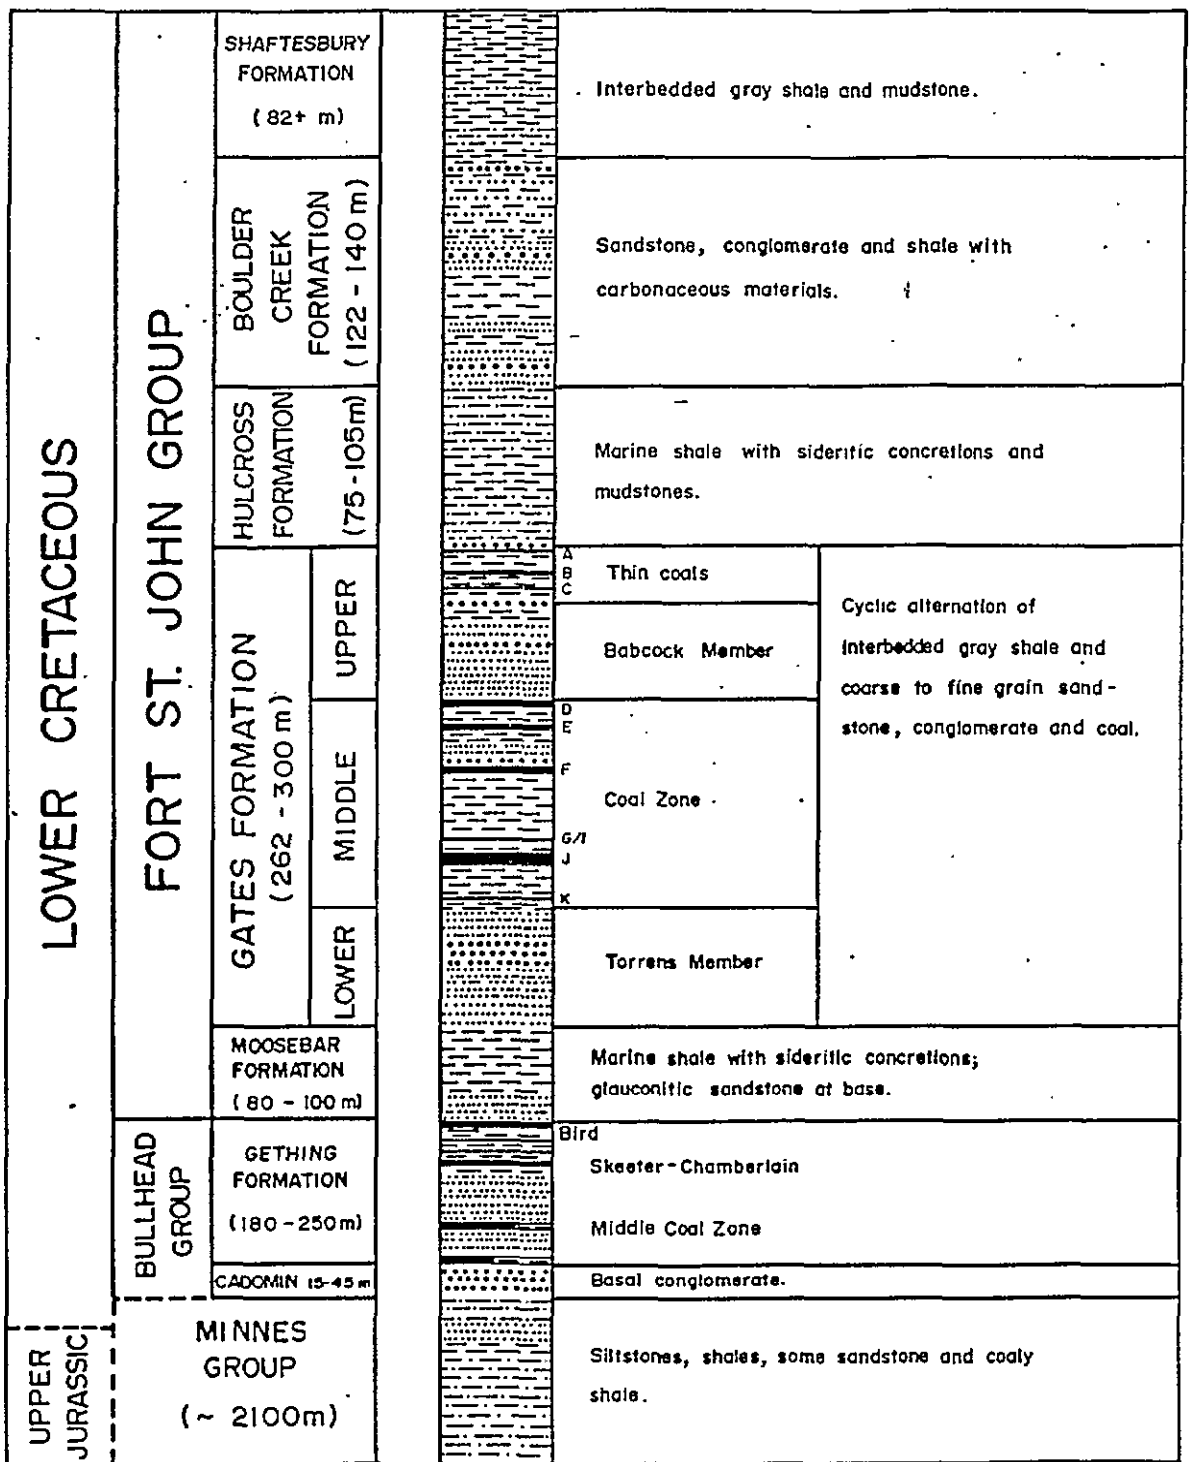 LOWER CRETACEOUS
UPPER
JURASSIC
FORT ST. JOHN GROUP
BULLHEAD
GROUP
SHAFTESBURY
FORMATION
(82+ m)
Interbedded gray shale and mudstone.
BOULDER
CREEK
FORMATION
(122-140m)
Sandstone, conglomerate and shale with
carbonaceous materials.
HULCROSS
FORMATION
(75-105m)
Marine shale with sideritic concretions and
mudstones.
GATES FORMATION
(262-300m)
UPPER
MIDDLE
LOWER
A
B
C
Thin coals
Babcock Member
D
E
F
Coal Zone
G/I
J
K
Torrens Member
Cyclic alternation of
interbedded gray shale and
coarse to fine grain sand-
stone, conglomerate and coal.
MOOSEBAR
FORMATION
(80 - 100m)
Marine shale with sideritic concretions;
glauconitic sandstone at base.
GETHING
FORMATION
(180-250m)
Bird
Skeeter-Chamberlain
Middle Coal Zone
CADOMIN 15-45m
Basal conglomerate.
MINNES
GROUP
(~ 2100m)
Siltstones, shales, some sandstone and coaly
shale.